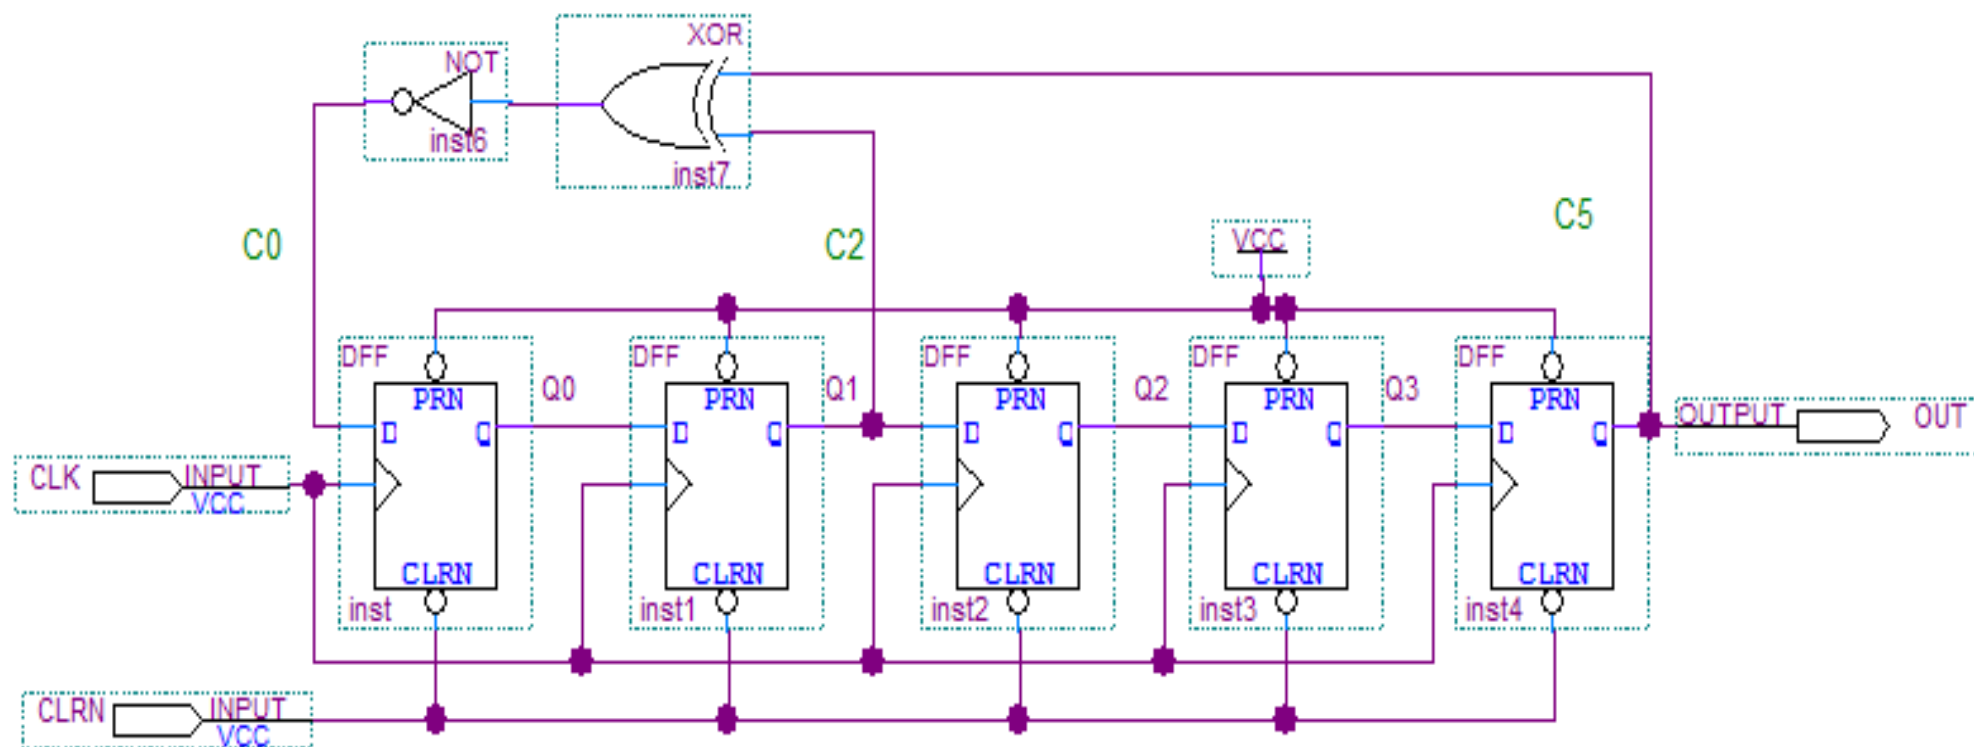 XOR
NOT
inst6
inst7
C0
C2
C5
VCC
DFF
DFF
DFF
DFF
DFF
PRN
Q0
PRN
Q1
PRN
Q2
PRN
Q3
PRN
D Q
D Q
D Q
D Q
D Q
OUTPUT
OUT
CLK
INPUT
VCC
CLRN
CLRN
CLRN
CLRN
CLRN
inst
inst1
inst2
inst3
inst4
CLRN
INPUT
VCC